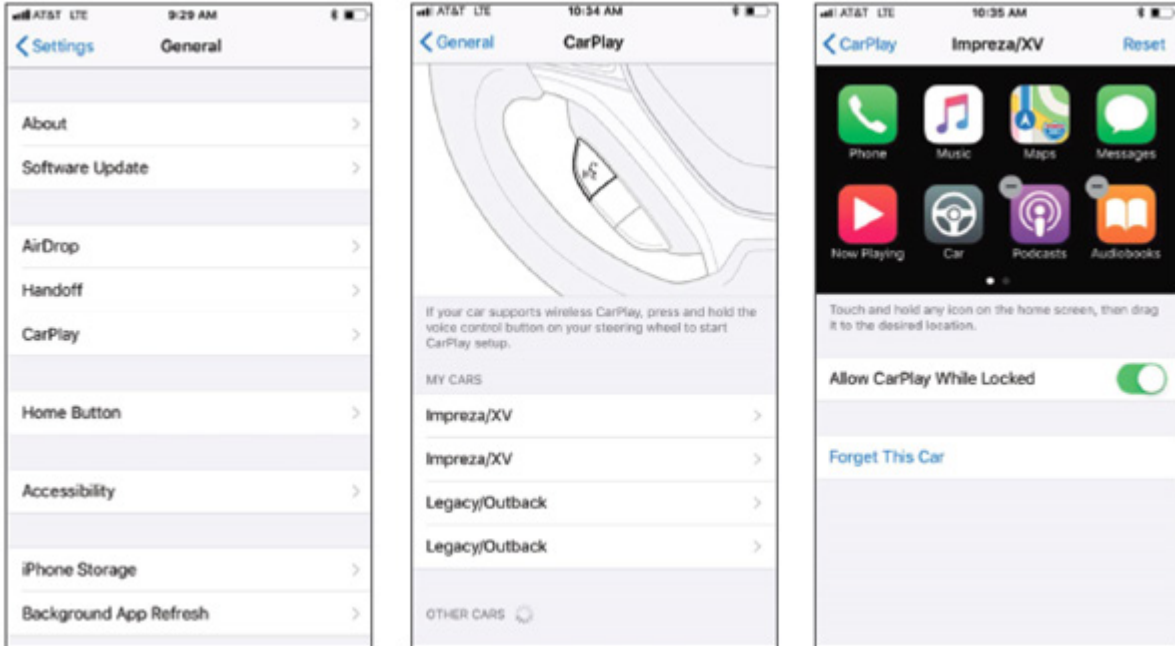 AT&T LTE 9:29 AM
Settings General
About
Software Update
AirDrop
Handoff
CarPlay
Home Button
Accessibility
iPhone Storage
Background App Refresh
AT&T LTE 10:34 AM
General CarPlay
If your car supports wireless CarPlay, press and hold the
voice control button on your steering wheel to start
CarPlay setup.
MY CARS
Impreza/XV
Impreza/XV
Legacy/Outback
Legacy/Outback
OTHER CARS
AT&T LTE 10:35 AM
CarPlay Impreza/XV Reset
Phone Music Maps Messages
Now Playing Car Podcasts Audiobooks
Touch and hold any icon on the home screen, then drag
it to the desired location.
Allow CarPlay While Locked
Forget This Car